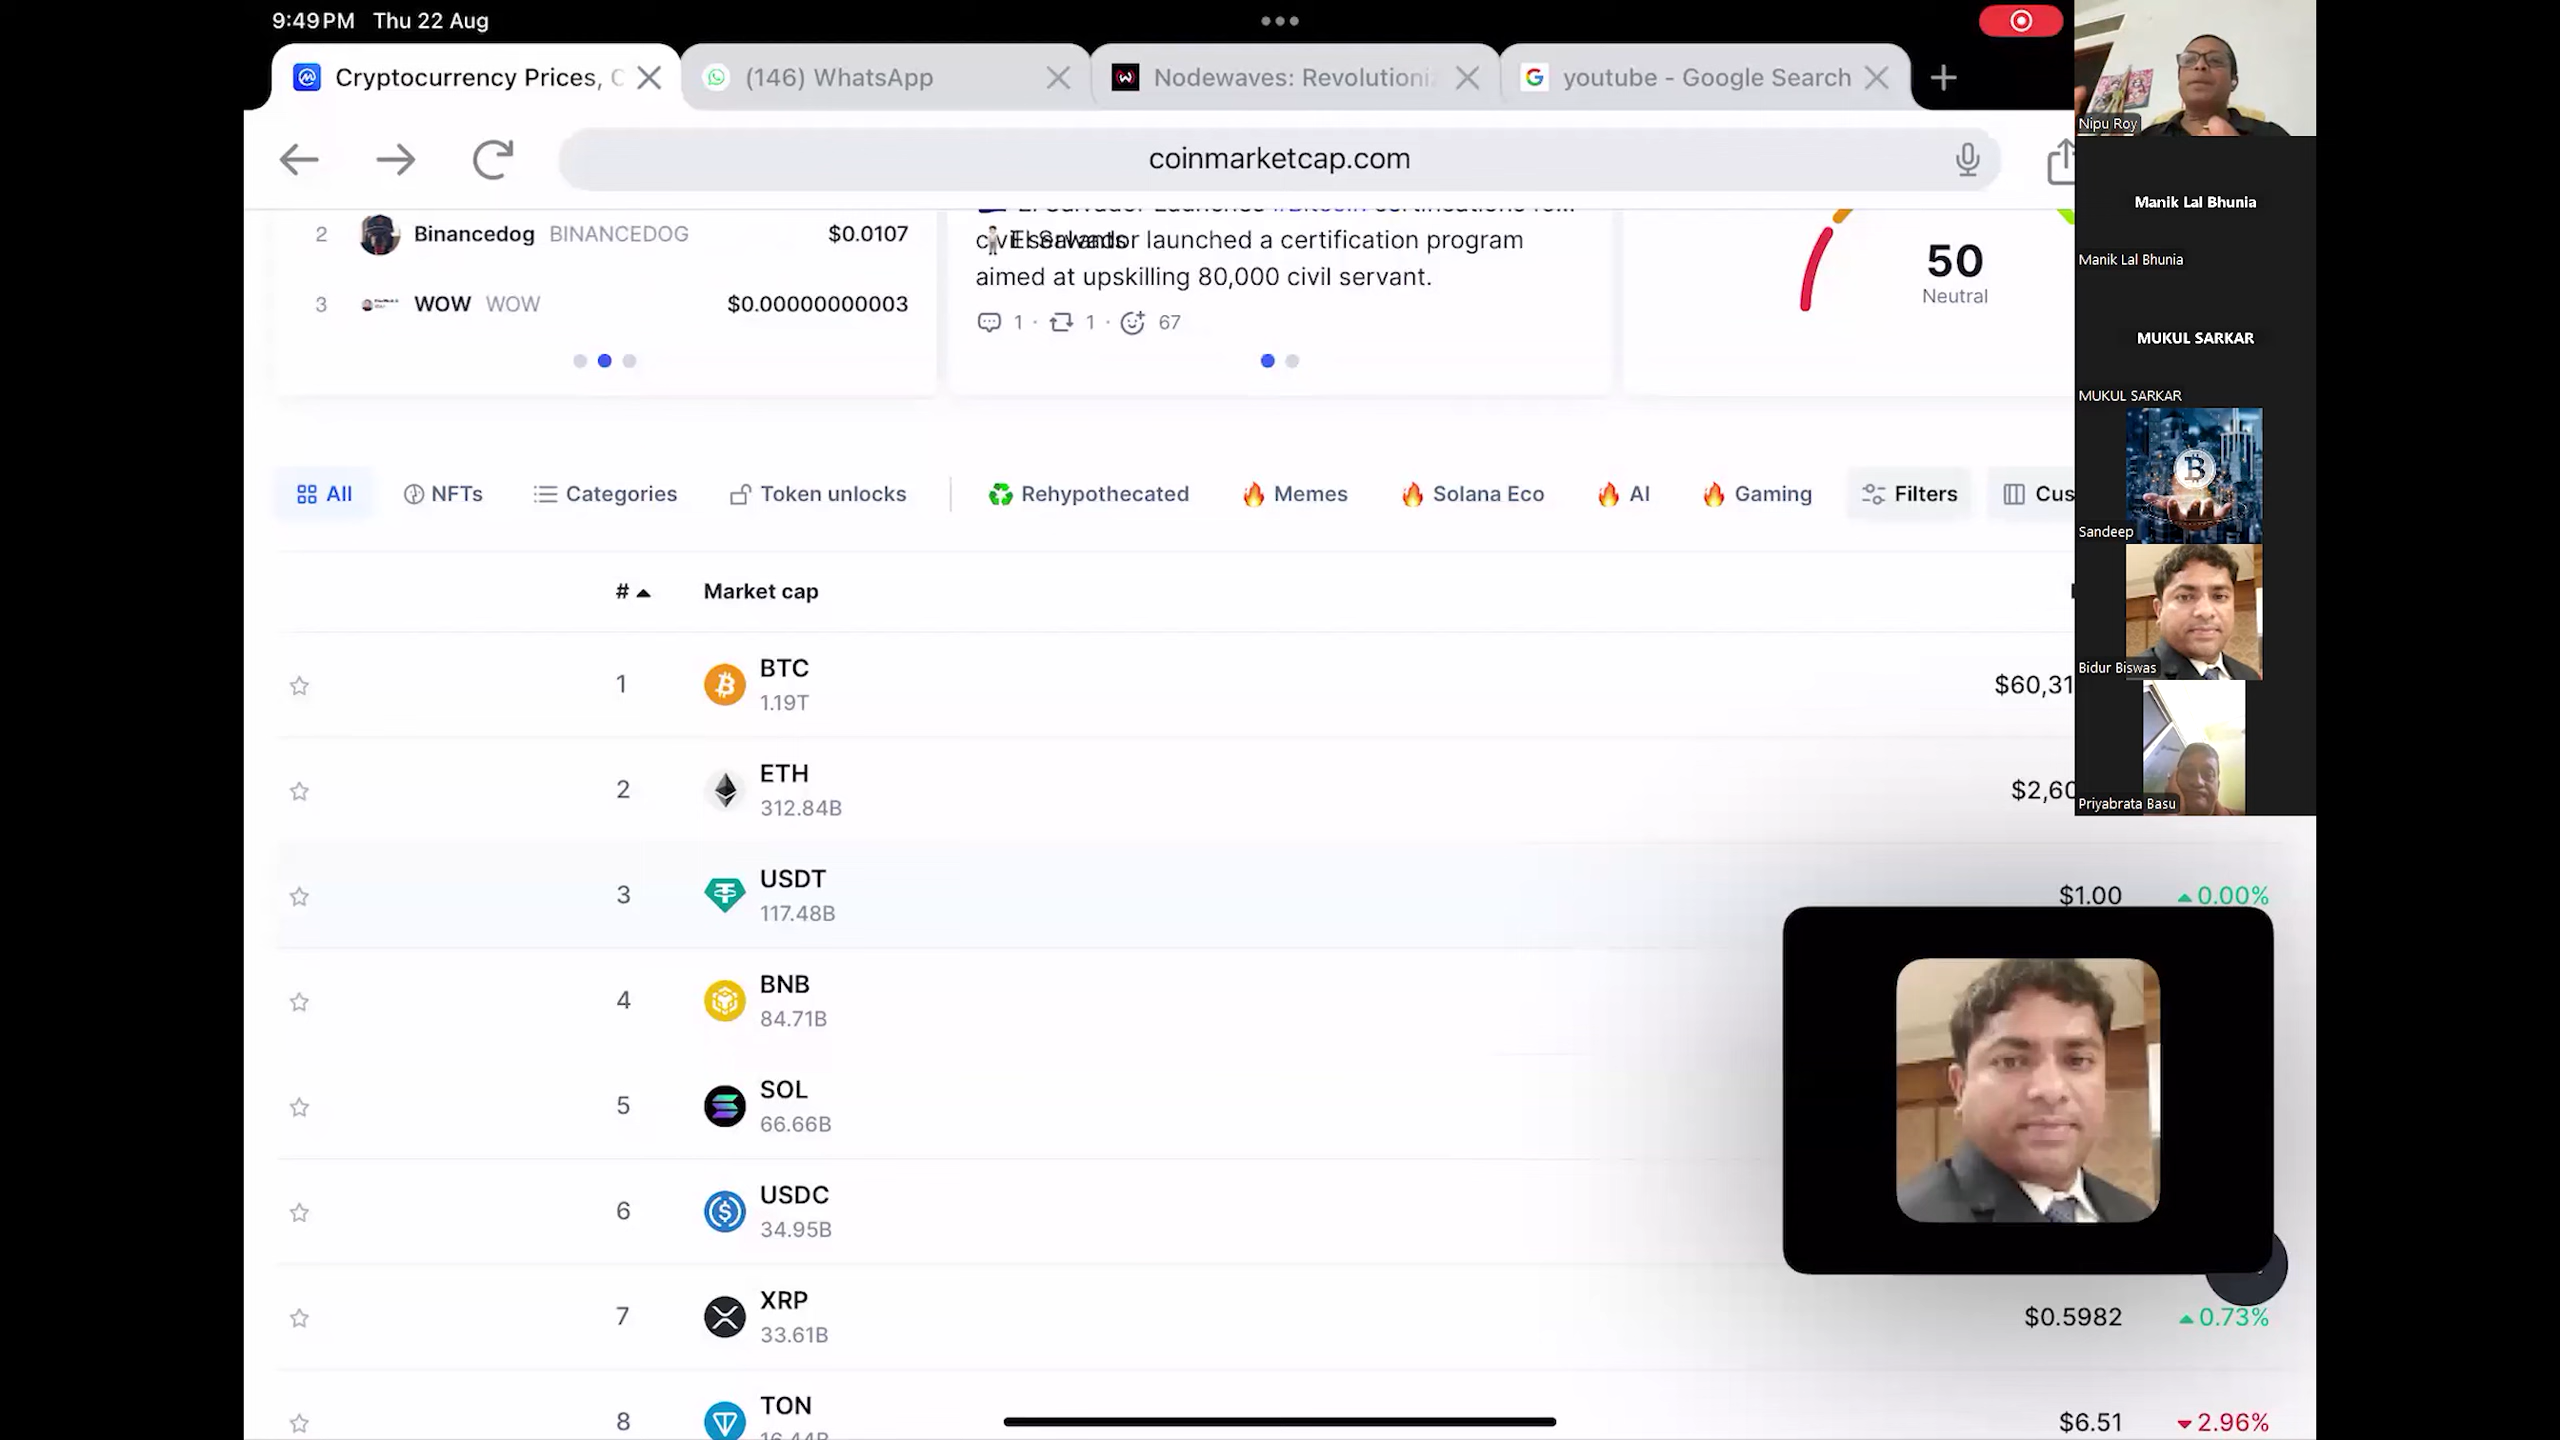 9:49 PM Thu 22 Aug
Cryptocurrency Prices, C
(146) WhatsApp
Nodewaves: Revolutioni
youtube - Google Search
coinmarketcap.com
2 Binancedog BINANCEDOG $0.0107
3 WOW WOW $0.00000000003
El Salvador launched a certification program
aimed at upskilling 80,000 civil servant.
1 · 1 · 67
50
Neutral
All NFTs Categories Token unlocks Rehypothecated Memes Solana Eco AI Gaming Filters Cus
# Market cap
1 BTC $60,31
1.19T
2 ETH $2,60
312.84B
3 USDT $1.00 0.00%
117.48B
4 BNB
84.71B
5 SOL
66.66B
6 USDC
34.95B
7 XRP $0.5982 0.73%
33.61B
8 TON $6.51 2.96%
16.44B
Nipu Roy
Manik Lal Bhunia
Manik Lal Bhunia
MUKUL SARKAR
MUKUL SARKAR
Sandeep
Bidur Biswas
Priyabrata Basu